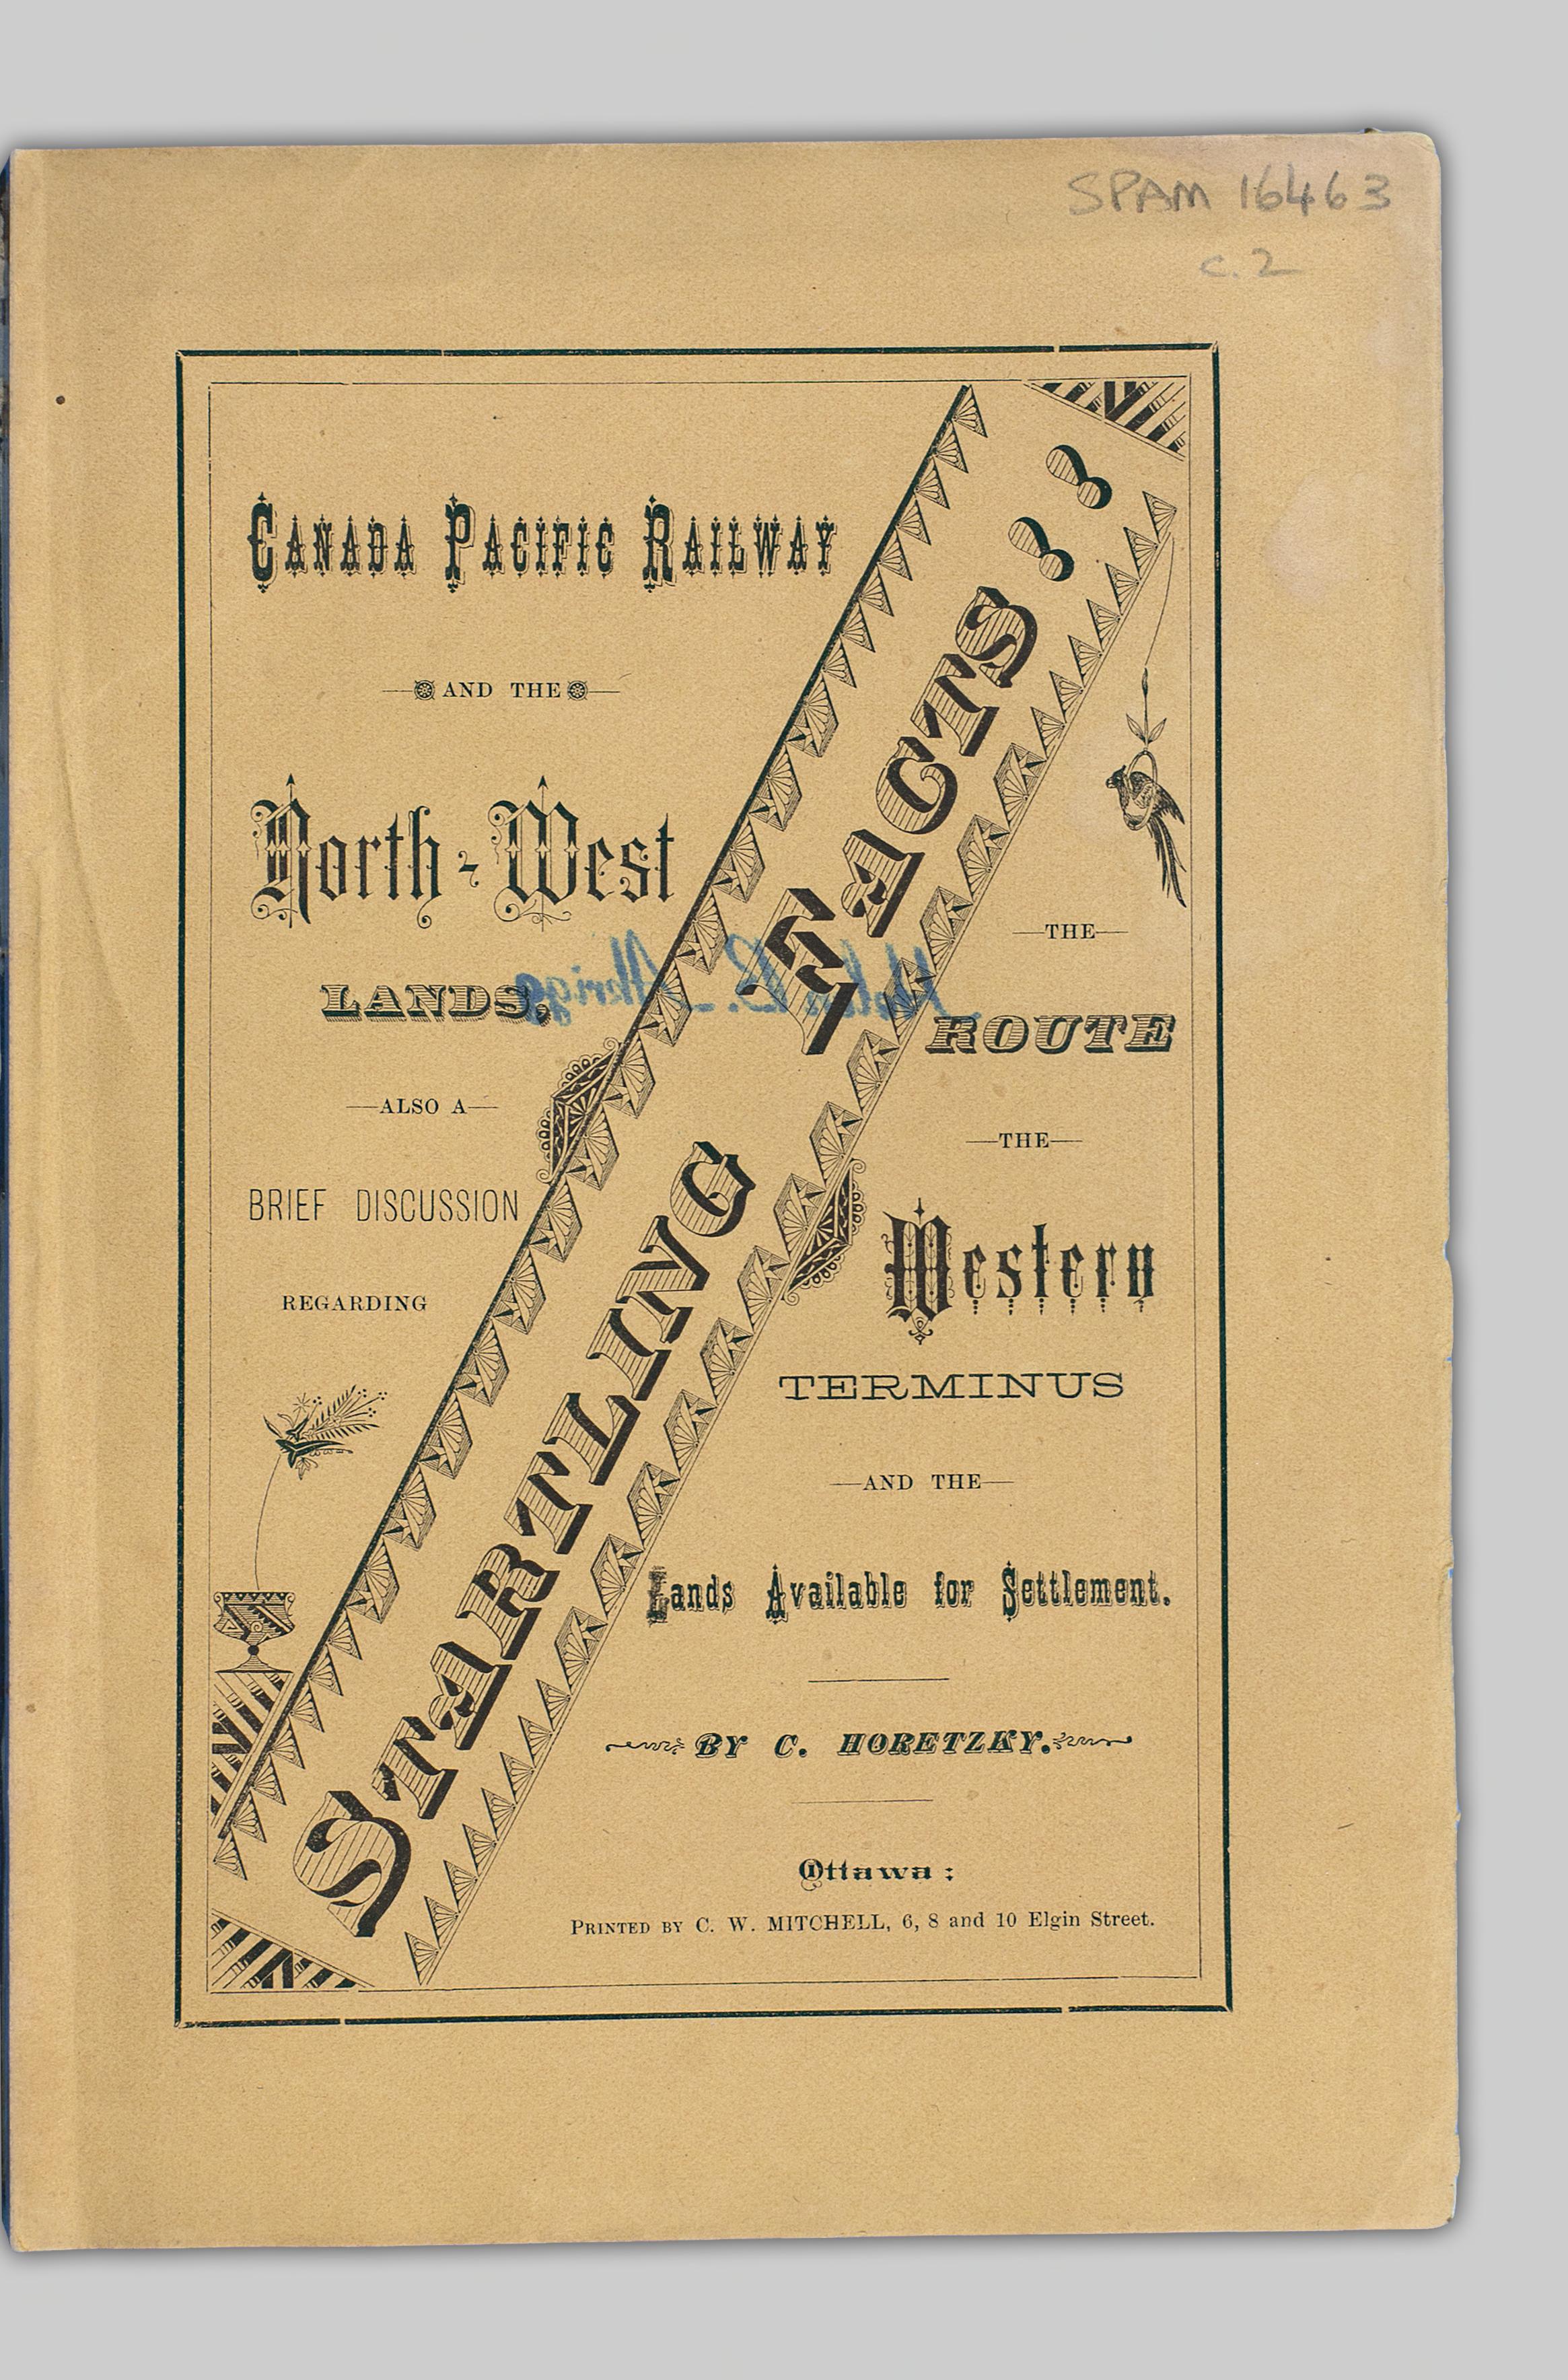 SPAM 16463
c. 2
STARTLING FACTS!!
CANADA PACIFIC RAILWAY
AND THE
North-West
LANDS,
ALSO A
BRIEF DISCUSSION
REGARDING
THE
ROUTE
THE
Western
TERMINUS
AND THE
Lands Available for Settlement.
BY C. HORETZKY.
Ottawa:
PRINTED BY C. W. MITCHELL, 6, 8 and 10 Elgin Street.